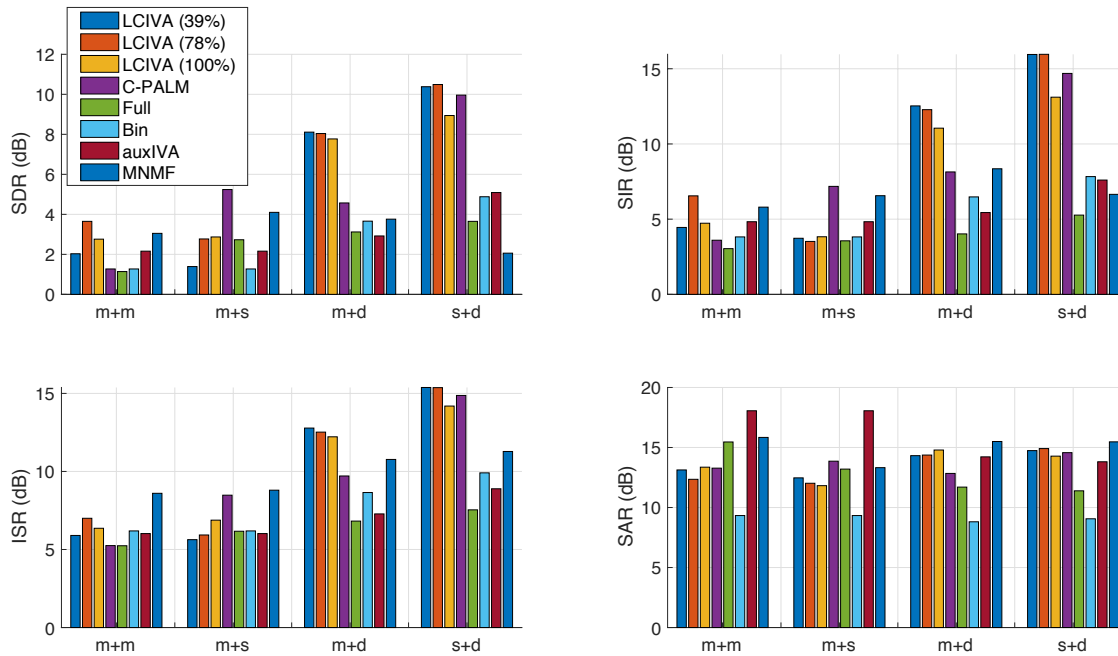 LCIVA (39%)
LCIVA (78%)
LCIVA (100%)
C-PALM
Full
Bin
auxIVA
MNMF
SDR (dB)
12
10
8
6
4
2
0
m+m m+s m+d s+d
SIR (dB)
15
10
5
0
m+m m+s m+d s+d
ISR (dB)
15
10
5
0
m+m m+s m+d s+d
SAR (dB)
20
15
10
5
0
m+m m+s m+d s+d